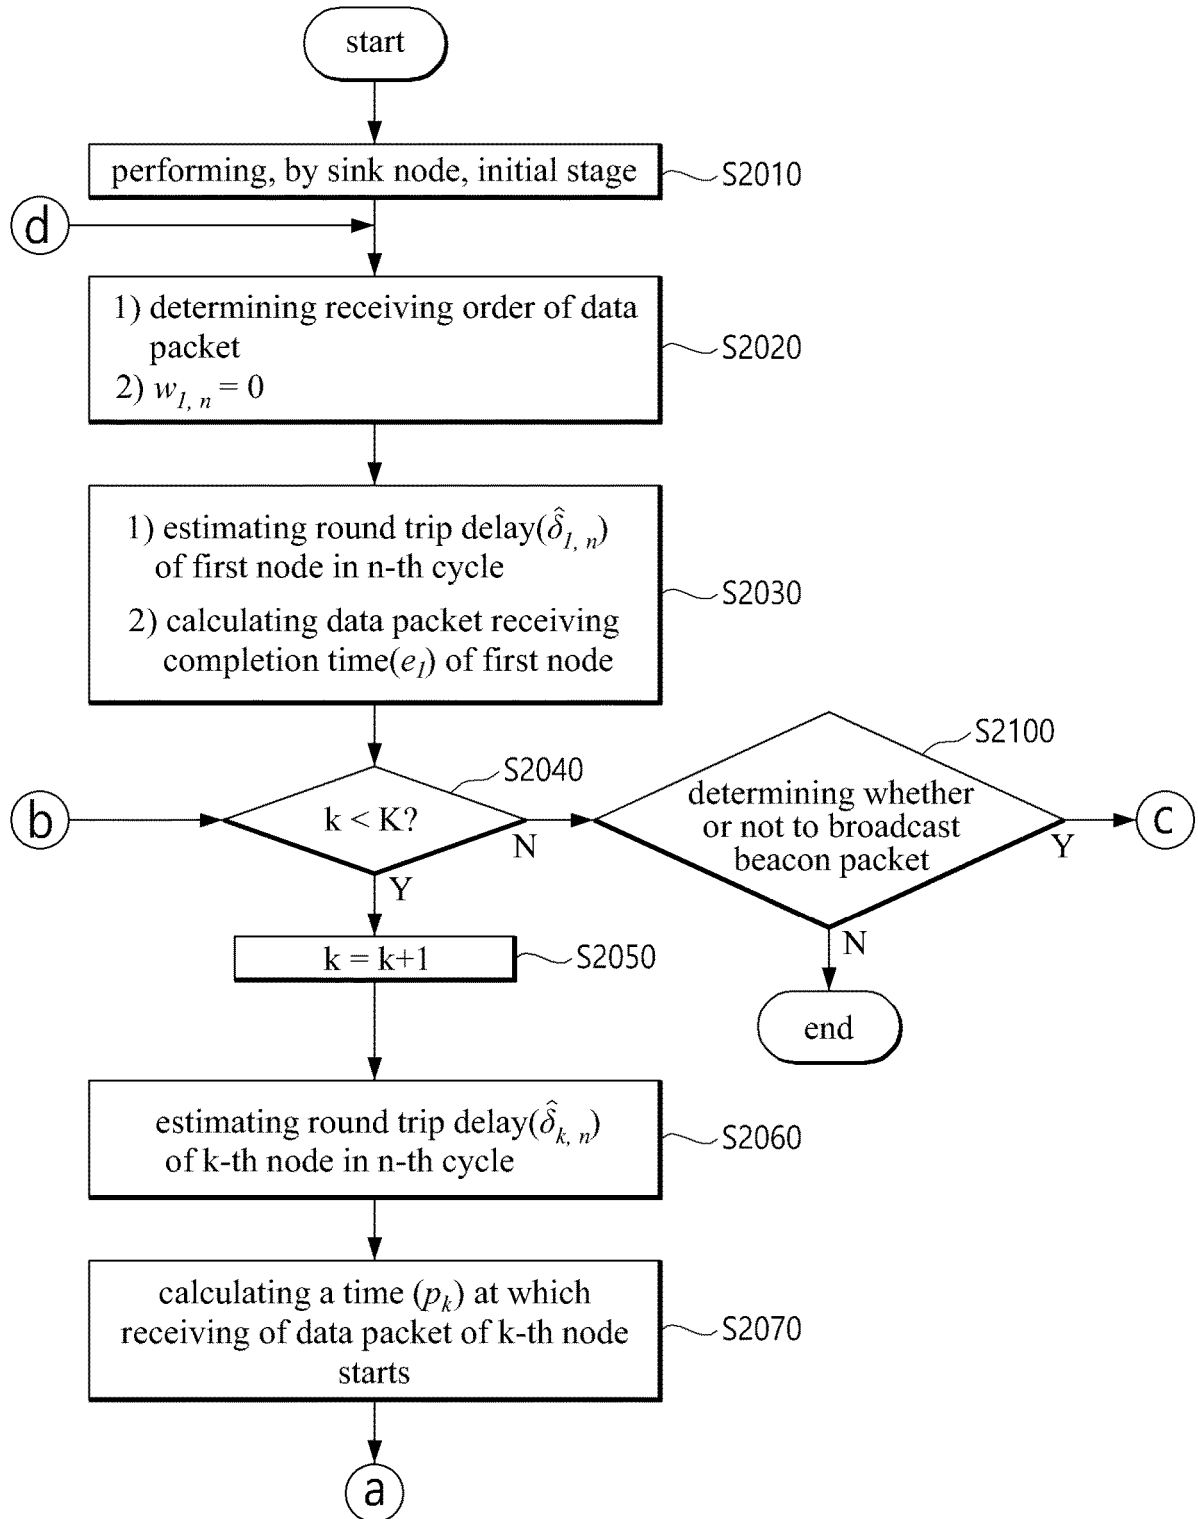 start
performing, by sink node, initial stage
S2010
d
1) determining receiving order of data
packet
2) w1, n = 0
S2020
1) estimating round trip delay(δ̂1, n)
of first node in n-th cycle
2) calculating data packet receiving
completion time(e1) of first node
S2030
b
k < K?
S2040
N
Y
determining whether
or not to broadcast
beacon packet
S2100
Y
c
N
end
k = k+1
S2050
estimating round trip delay(δ̂k, n)
of k-th node in n-th cycle
S2060
calculating a time (pk) at which
receiving of data packet of k-th node
starts
S2070
a